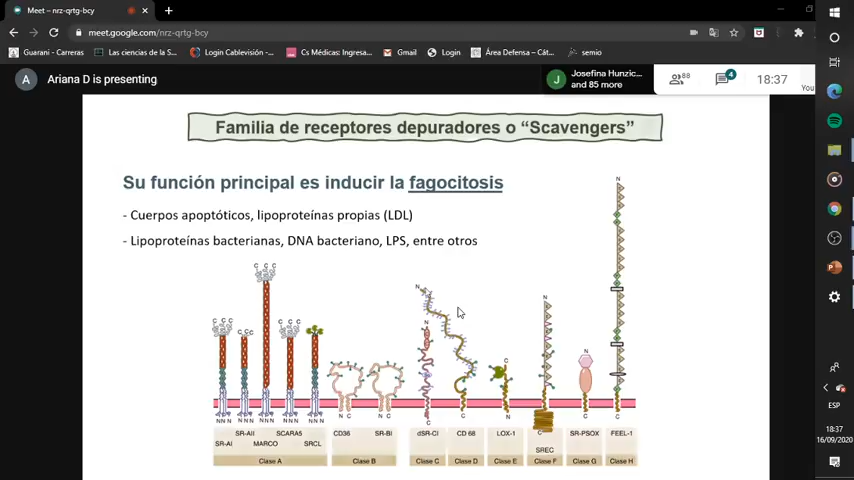 Meet – nrz-qrtg-bcy
meet.google.com/nrz-qrtg-bcy
Guarani - Carreras
Las ciencias de la S...
Login Cablevisión...
Cs Médicas: Ingresa...
Gmail
Login
Área Defensa – Cát...
semio
A
Ariana D is presenting
J
Josefina Hunzic...
and 85 more
88
4
18:37
You
Familia de receptores depuradores o “Scavengers”
Su función principal es inducir la fagocitosis
- Cuerpos apoptóticos, lipoproteínas propias (LDL)
- Lipoproteínas bacterianas, DNA bacteriano, LPS, entre otros
SR-AI
SR-AII
MARCO
SCARA5
SRCL
Clase A
CD36
SR-BI
Clase B
dSR-CI
Clase C
CD 68
Clase D
LOX-1
Clase E
SREC
Clase F
SR-PSOX
Clase G
FEEL-1
Clase H
ESP
18:37
16/09/2020